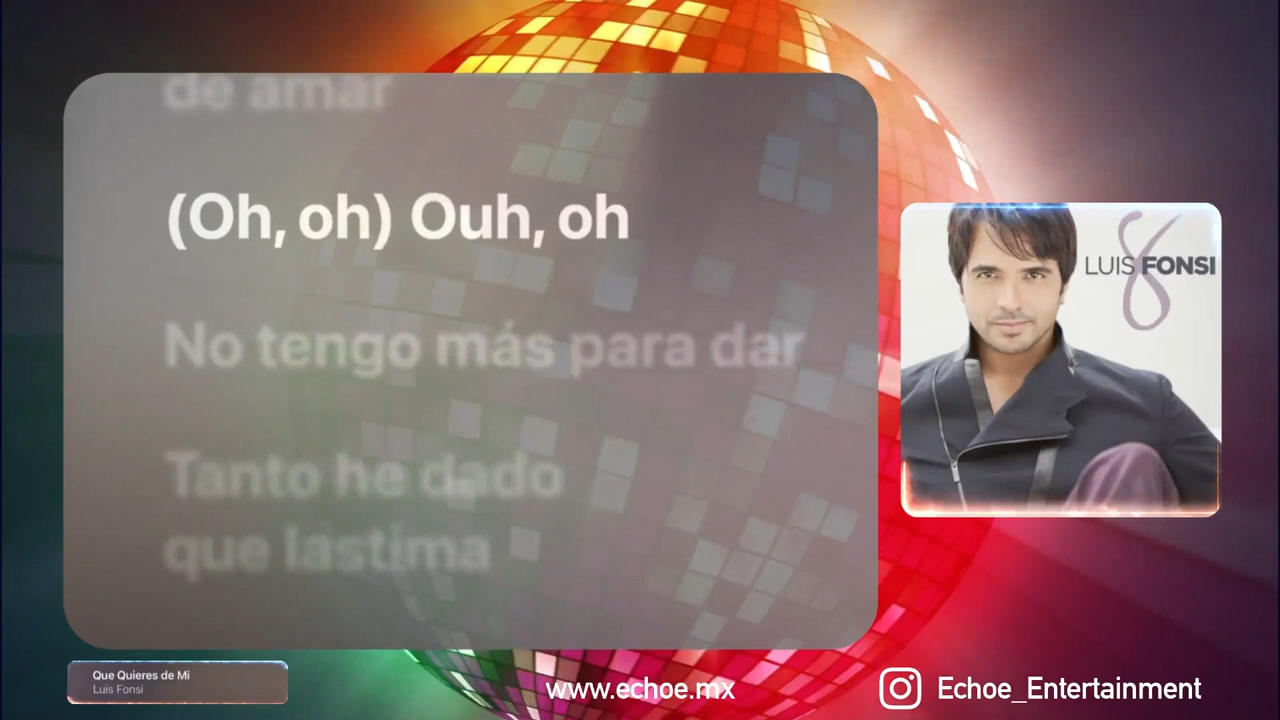 de amar
(Oh, oh) Ouh, oh
No tengo más para dar
Tanto he dado
que lastima
LUIS FONSI
8
Que Quieres de Mi
Luis Fonsi
www.echoe.mx
Echoe_Entertainment